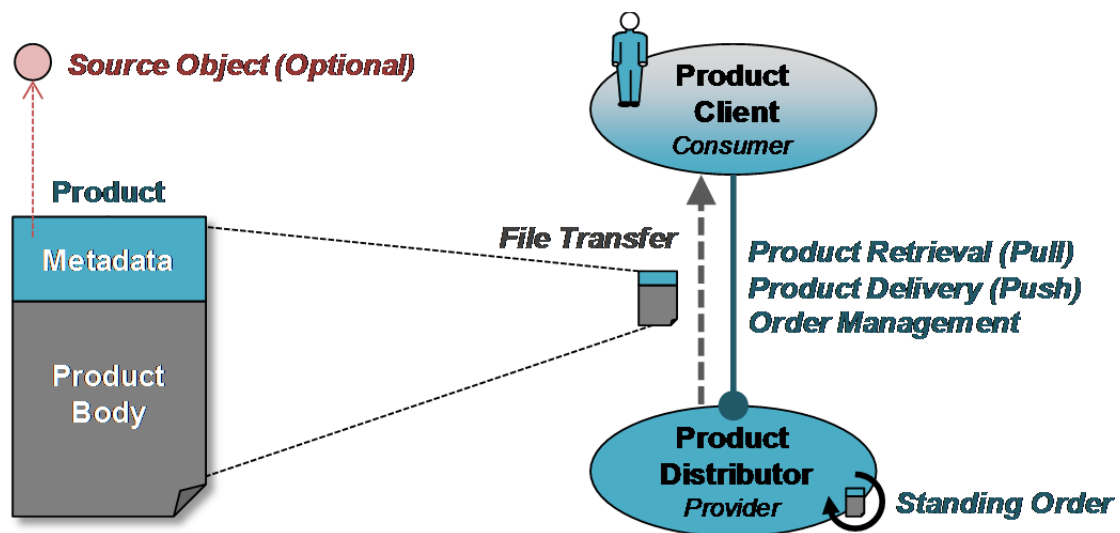 Source Object (Optional)
Product
Metadata
Product
Body
File Transfer
Product
Client
Consumer
Product Retrieval (Pull)
Product Delivery (Push)
Order Management
Product
Distributor
Provider
Standing Order